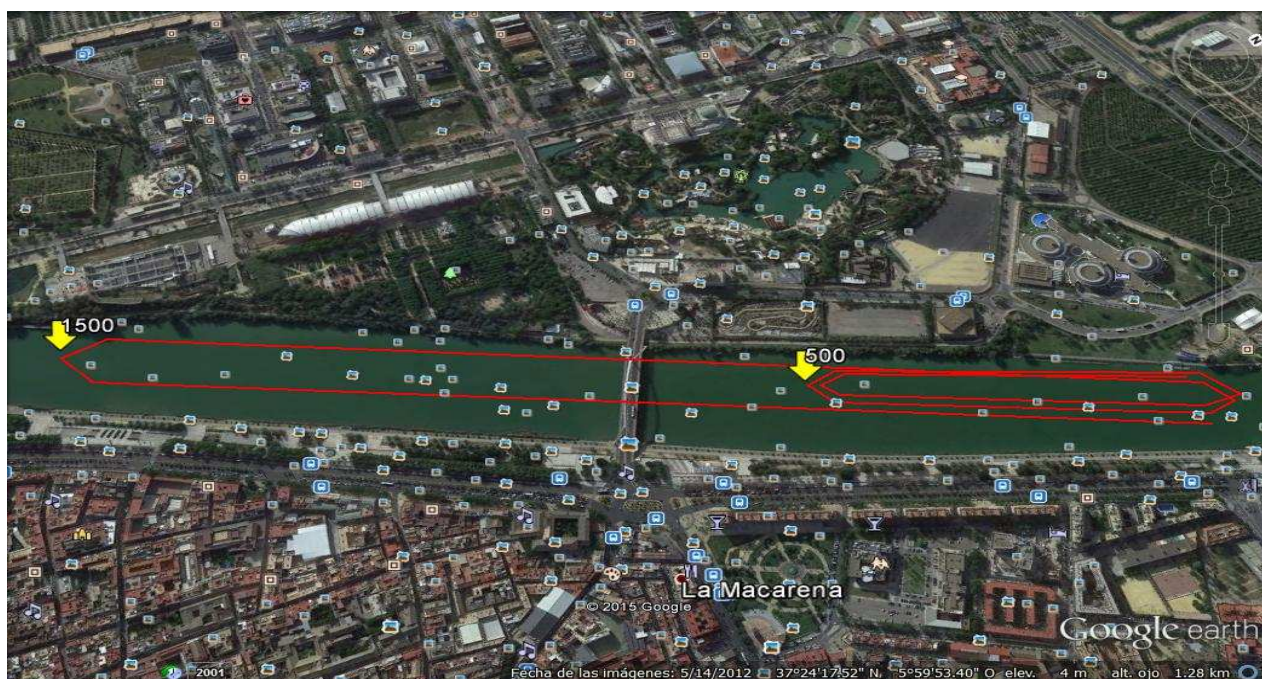 1500
500
La Macarena
© 2015 Google
Google earth
2001
Fecha de las imágenes: 5/14/2012 37°24'17.52" N 5°59'53.40" O elev. 4 m alt. ojo 1.28 km